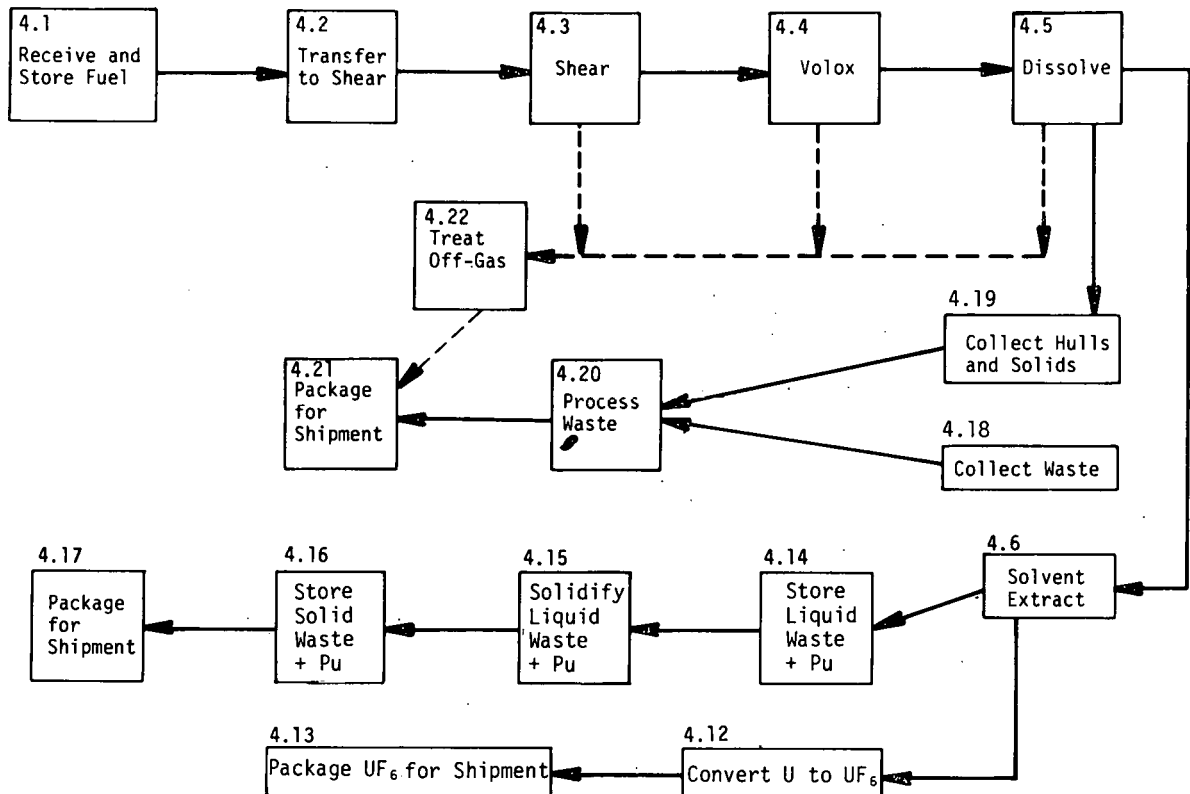 4.1
Receive and
Store Fuel
4.2
Transfer
to Shear
4.3
Shear
4.4
Volox
4.5
Dissolve
4.22
Treat
Off-Gas
4.19
Collect Hulls
and Solids
4.21
Package
for
Shipment
4.20
Process
Waste
4.18
Collect Waste
4.17
Package
for
Shipment
4.16
Store
Solid
Waste
+ Pu
4.15
Solidify
Liquid
Waste
+ Pu
4.14
Store
Liquid
Waste
+ Pu
4.6
Solvent
Extract
4.13
Package UF₆ for Shipment
4.12
Convert U to UF₆